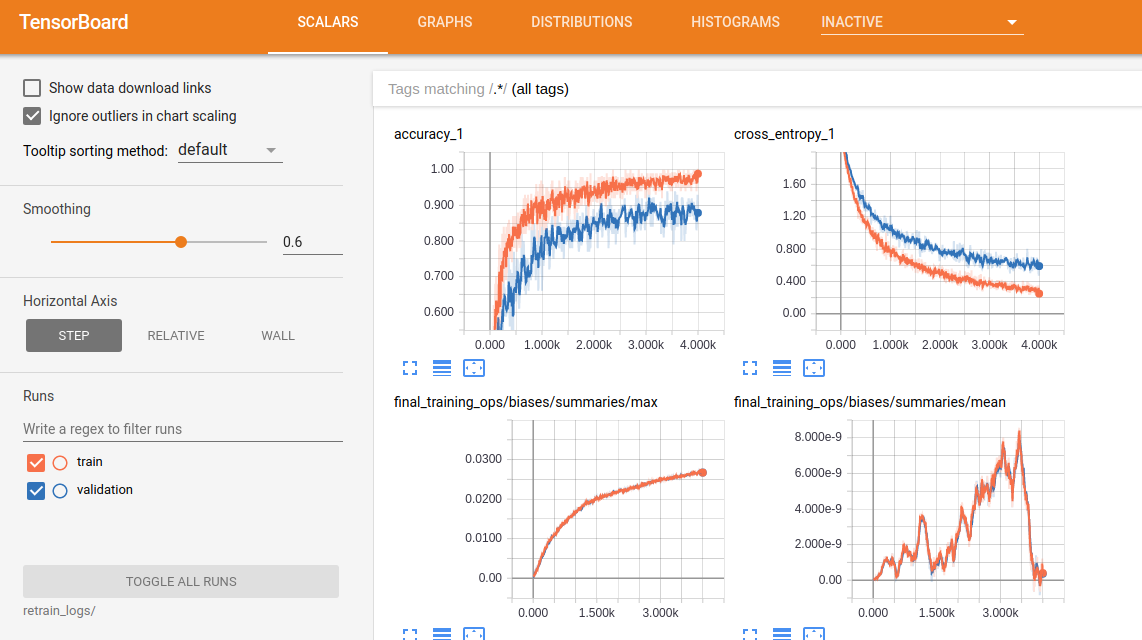 TensorBoard
SCALARS GRAPHS DISTRIBUTIONS HISTOGRAMS INACTIVE
Show data download links
Ignore outliers in chart scaling
Tooltip sorting method: default
Smoothing
0.6
Horizontal Axis
STEP RELATIVE WALL
Runs
Write a regex to filter runs
train
validation
TOGGLE ALL RUNS
retrain_logs/
Tags matching /.*/ (all tags)
accuracy_1
1.00
0.900
0.800
0.700
0.600
0.000 1.000k 2.000k 3.000k 4.000k
cross_entropy_1
1.60
1.20
0.800
0.400
0.00
0.000 1.000k 2.000k 3.000k 4.000k
final_training_ops/biases/summaries/max
0.0300
0.0200
0.0100
0.00
0.000 1.500k 3.000k
final_training_ops/biases/summaries/mean
8.000e-9
6.000e-9
4.000e-9
2.000e-9
0.00
0.000 1.500k 3.000k